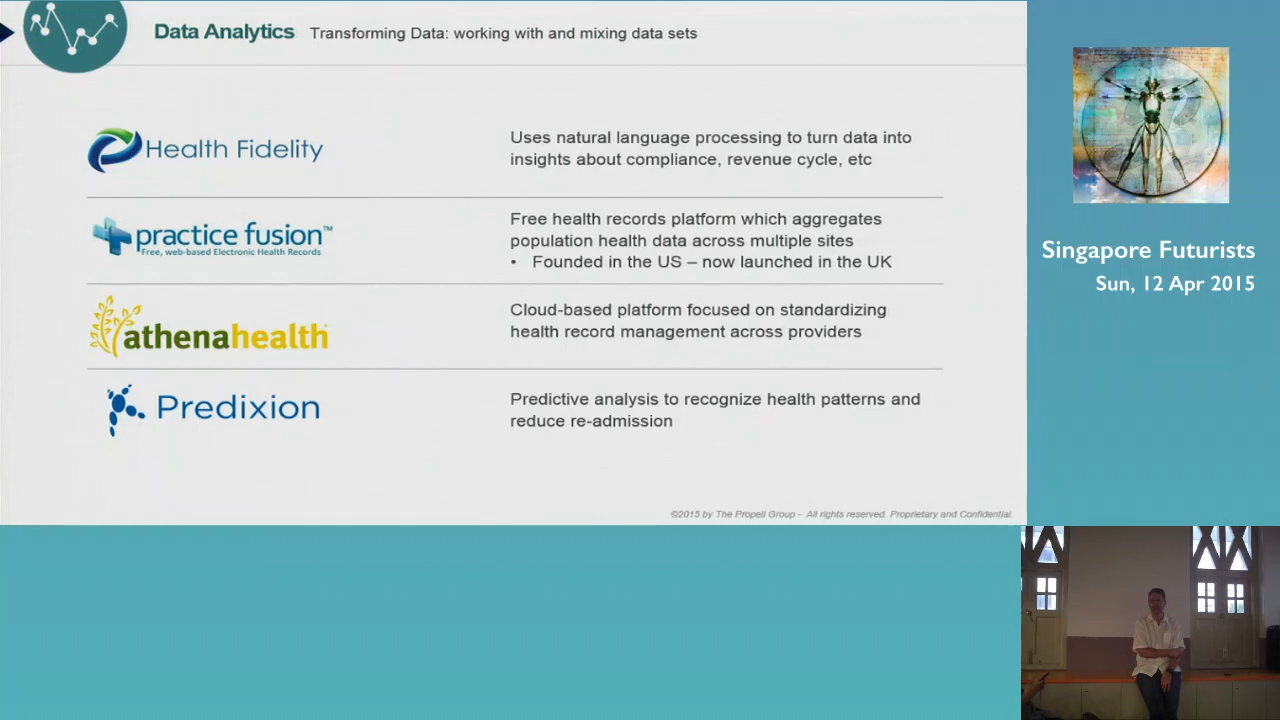 Data Analytics Transforming Data: working with and mixing data sets
Health Fidelity
Uses natural language processing to turn data into
insights about compliance, revenue cycle, etc
practice fusion™
Free, web-based Electronic Health Records
Free health records platform which aggregates
population health data across multiple sites
• Founded in the US – now launched in the UK
athenahealth
Cloud-based platform focused on standardizing
health record management across providers
Predixion
Predictive analysis to recognize health patterns and
reduce re-admission
©2015 by The Propell Group - All rights reserved. Proprietary and Confidential.
Singapore Futurists
Sun, 12 Apr 2015